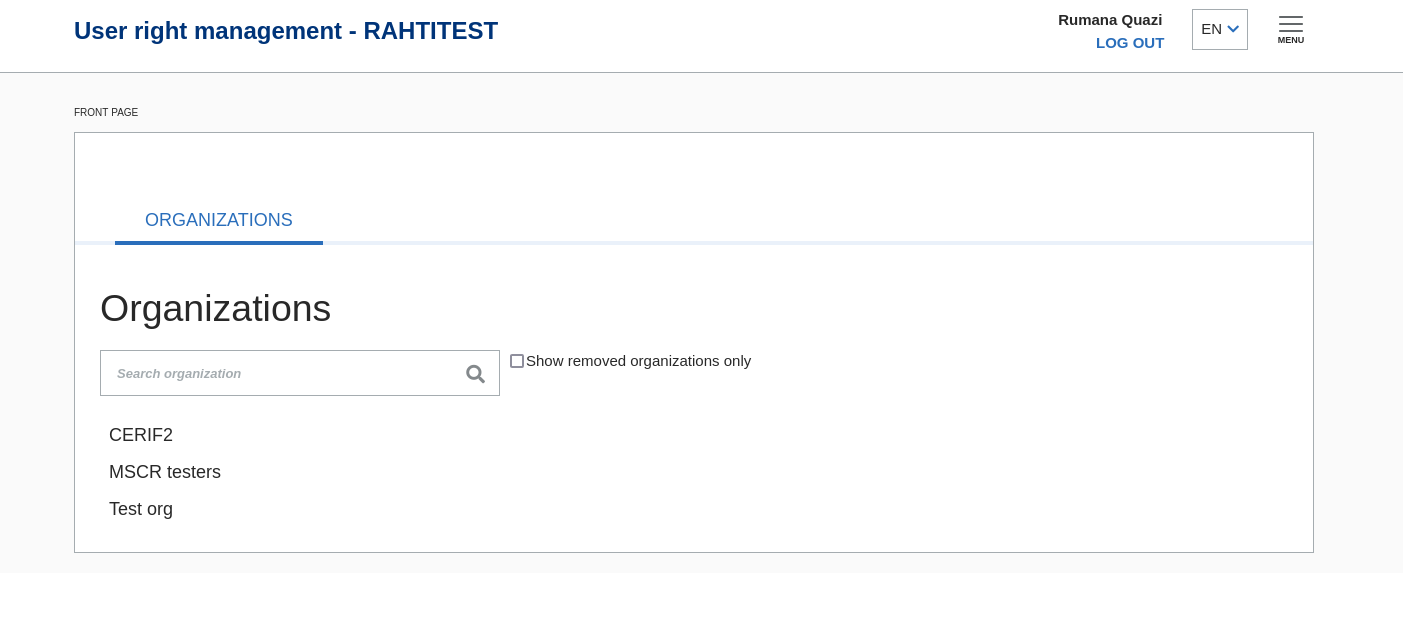 User right management - RAHTITEST
Rumana Quazi
LOG OUT
EN
MENU
FRONT PAGE
ORGANIZATIONS
Organizations
Search organization
Show removed organizations only
CERIF2
MSCR testers
Test org